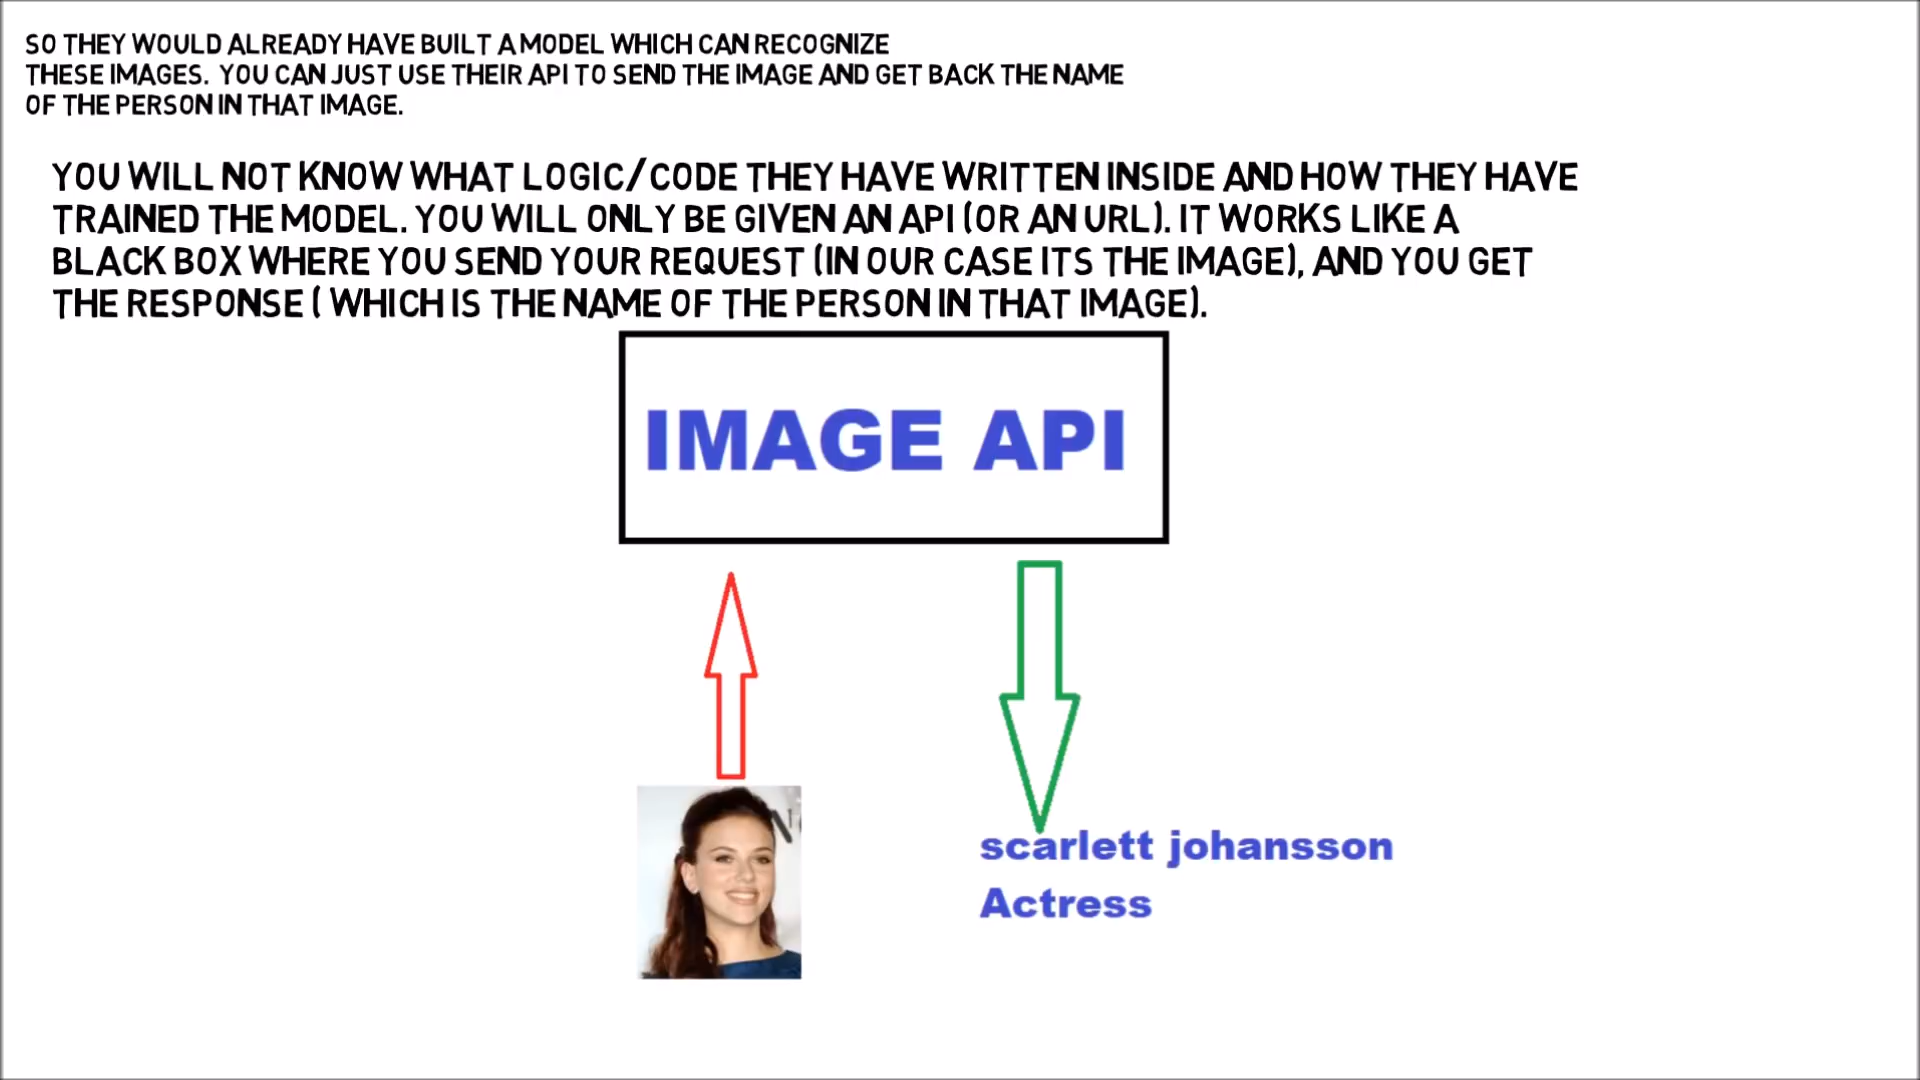 SO THEY WOULD ALREADY HAVE BUILT A MODEL WHICH CAN RECOGNIZE
THESE IMAGES. YOU CAN JUST USE THEIR API TO SEND THE IMAGE AND GET BACK THE NAME
OF THE PERSON IN THAT IMAGE.
YOU WILL NOT KNOW WHAT LOGIC/CODE THEY HAVE WRITTEN INSIDE AND HOW THEY HAVE
TRAINED THE MODEL. YOU WILL ONLY BE GIVEN AN API (OR AN URL). IT WORKS LIKE A
BLACK BOX WHERE YOU SEND YOUR REQUEST (IN OUR CASE ITS THE IMAGE), AND YOU GET
THE RESPONSE ( WHICH IS THE NAME OF THE PERSON IN THAT IMAGE).
IMAGE API
scarlett johansson
Actress